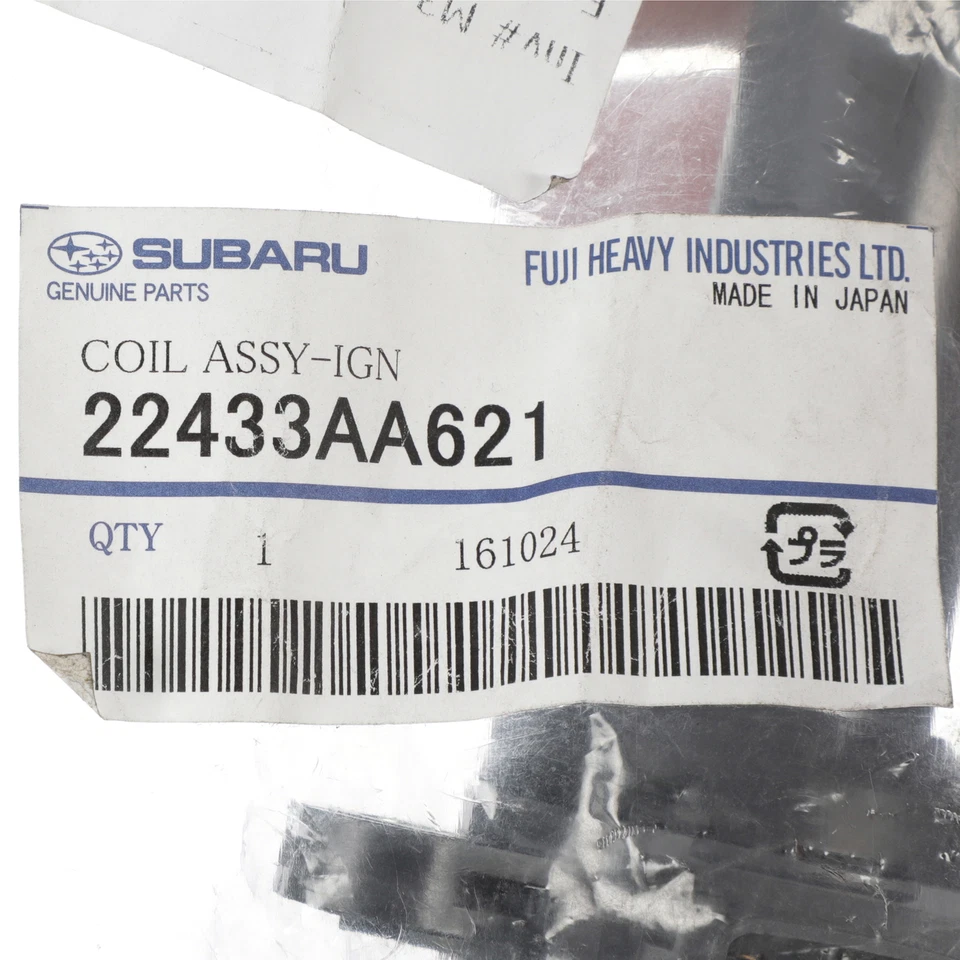 Inv # M
SUBARU
GENUINE PARTS
FUJI HEAVY INDUSTRIES LTD.
MADE IN JAPAN
COIL ASSY-IGN
22433AA621
QTY 1 161024
プラ